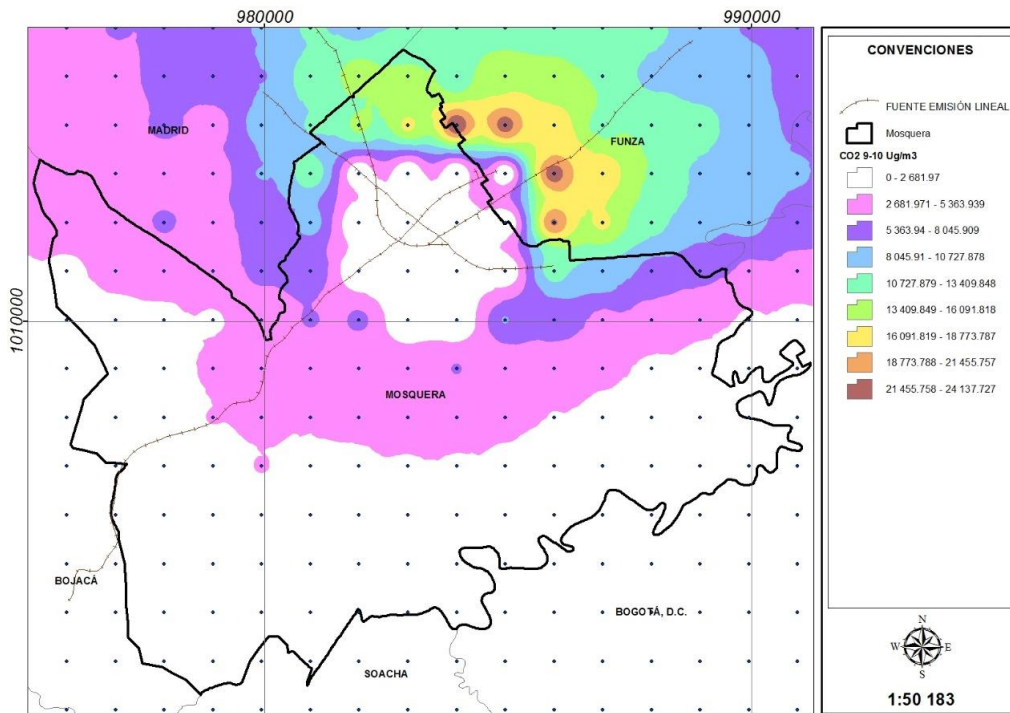 980000
990000
1010000
MADRID
FUNZA
MOSQUERA
BOJACÁ
BOGOTÁ, D.C.
SOACHA
CONVENCIONES
FUENTE EMISIÓN LINEAL
Mosquera
CO2 9-10 Ug/m3
0 - 2 681.97
2 681.971 - 5 363.939
5 363.94 - 8 045.909
8 045.91 - 10 727.878
10 727.879 - 13 409.848
13 409.849 - 16 091.818
16 091.819 - 18 773.787
18 773.788 - 21 455.757
21 455.758 - 24 137.727
N
W E
S
1:50 183